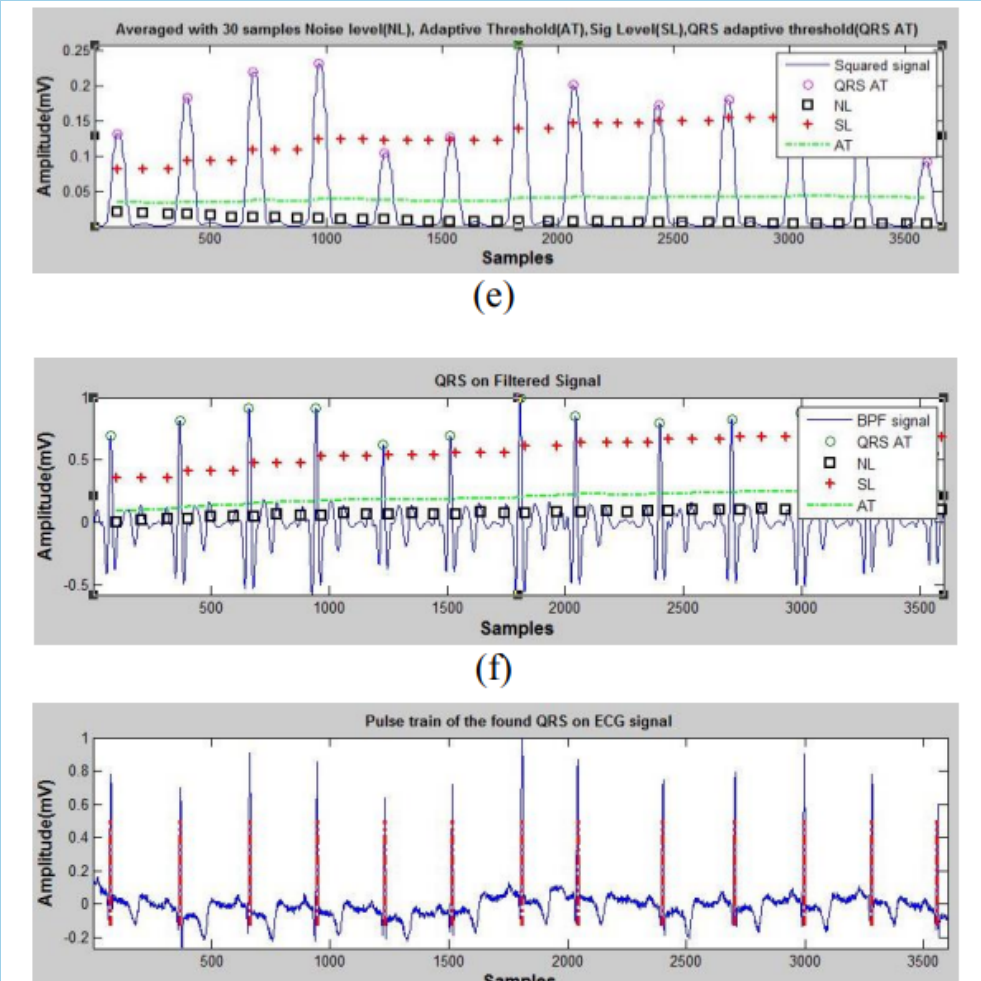 Averaged with 30 samples Noise level(NL), Adaptive Threshold(AT),Sig Level(SL),QRS adaptive threshold(QRS AT)
Amplitude(mV)
0.25
0.2
0.15
0.1
0.05
Squared signal
QRS AT
NL
SL
AT
500 1000 1500 2000 2500 3000 3500
Samples
(e)
QRS on Filtered Signal
Amplitude(mV)
1
0.5
0
-0.5
BPF signal
QRS AT
NL
SL
AT
500 1000 1500 2000 2500 3000 3500
Samples
(f)
Pulse train of the found QRS on ECG signal
Amplitude(mV)
1
0.8
0.6
0.4
0.2
0
-0.2
500 1000 1500 2000 2500 3000 3500
Samples